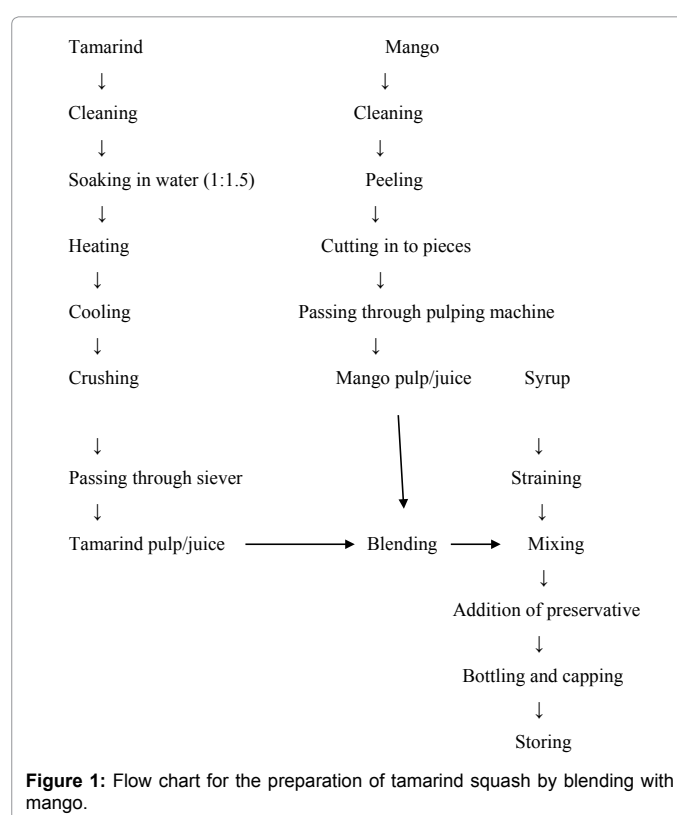 Tamarind Mango
↓ ↓
Cleaning Cleaning
↓ ↓
Soaking in water (1:1.5) Peeling
↓ ↓
Heating Cutting in to pieces
↓ ↓
Cooling Passing through pulping machine
↓ ↓
Crushing Mango pulp/juice Syrup
↓ ↓
Passing through siever Straining
↓ ↓
Tamarind pulp/juice Blending Mixing
↓
Addition of preservative
↓
Bottling and capping
↓
Storing
Figure 1: Flow chart for the preparation of tamarind squash by blending with
mango.